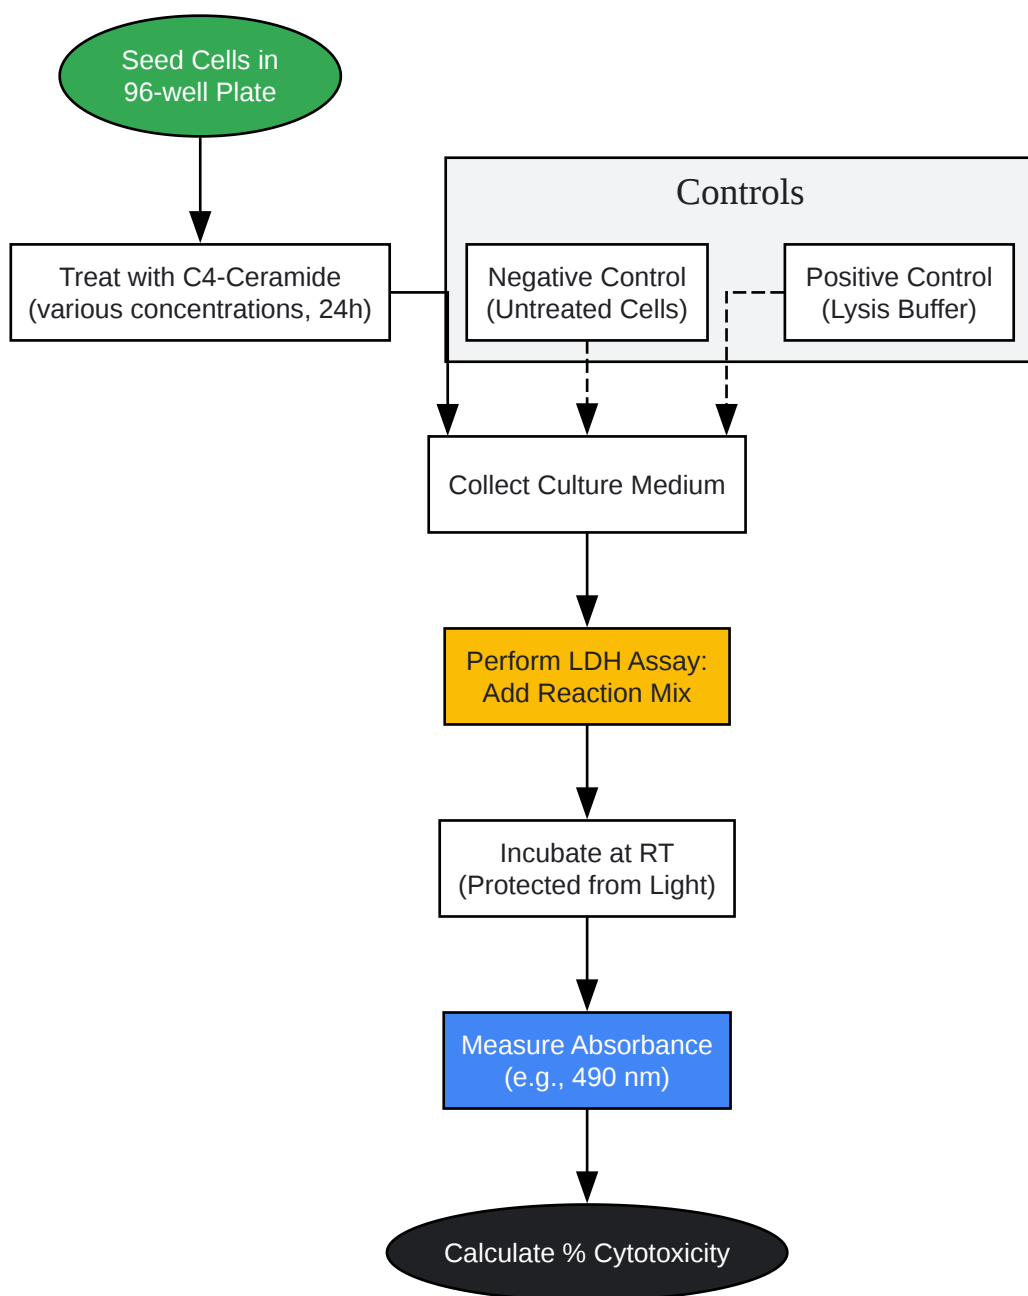 Seed Cells in
96-well Plate
Controls
Treat with C4-Ceramide
(various concentrations, 24h)
Negative Control
(Untreated Cells)
Positive Control
(Lysis Buffer)
Collect Culture Medium
Perform LDH Assay:
Add Reaction Mix
Incubate at RT
(Protected from Light)
Measure Absorbance
(e.g., 490 nm)
Calculate % Cytotoxicity